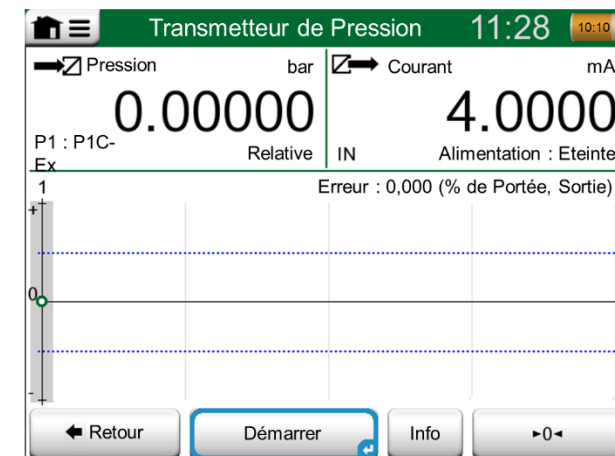 Transmetteur de Pression 11:28 10:10
Pression bar
0.00000
P1 : P1C-
Ex
Relative
Courant mA
4.0000
IN Alimentation : Eteinte
1 Erreur : 0,000 (% de Portée, Sortie)
+
0
-
Retour Démarrer Info ►0◄